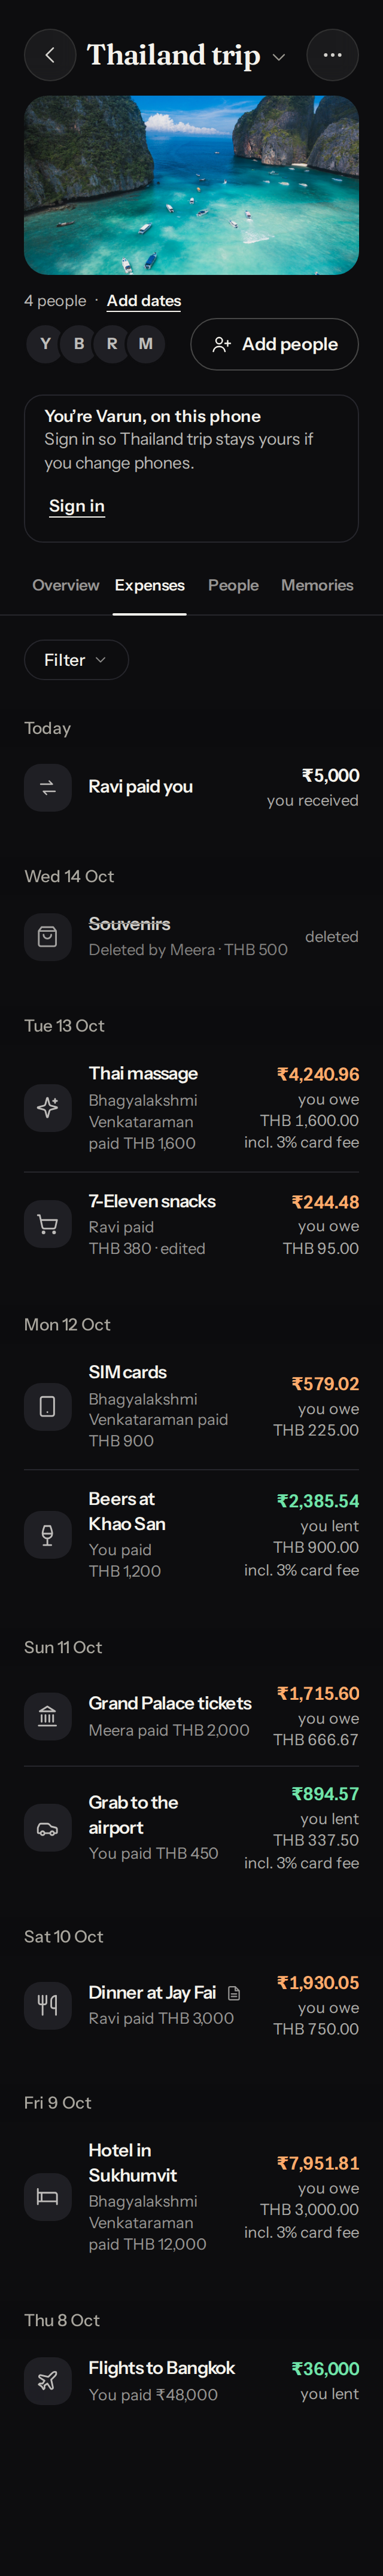 Thailand trip
4 people · Add dates
Y B R M
Add people
You're Varun, on this phone
Sign in so Thailand trip stays yours if
you change phones.
Sign in
Overview Expenses People Memories
Filter
Today
Ravi paid you
₹5,000
you received
Wed 14 Oct
Souvenirs
Deleted by Meera · THB 500
deleted
Tue 13 Oct
Thai massage
Bhagyalakshmi
Venkataraman
paid THB 1,600
₹4,240.96
you owe
THB 1,600.00
incl. 3% card fee
7-Eleven snacks
Ravi paid
THB 380 · edited
₹244.48
you owe
THB 95.00
Mon 12 Oct
SIM cards
Bhagyalakshmi
Venkataraman paid
THB 900
₹579.02
you owe
THB 225.00
Beers at
Khao San
You paid
THB 1,200
₹2,385.54
you lent
THB 900.00
incl. 3% card fee
Sun 11 Oct
Grand Palace tickets
Meera paid THB 2,000
₹1,715.60
you owe
THB 666.67
Grab to the
airport
You paid THB 450
₹894.57
you lent
THB 337.50
incl. 3% card fee
Sat 10 Oct
Dinner at Jay Fai
Ravi paid THB 3,000
₹1,930.05
you owe
THB 750.00
Fri 9 Oct
Hotel in
Sukhumvit
Bhagyalakshmi
Venkataraman
paid THB 12,000
₹7,951.81
you owe
THB 3,000.00
incl. 3% card fee
Thu 8 Oct
Flights to Bangkok
You paid ₹48,000
₹36,000
you lent